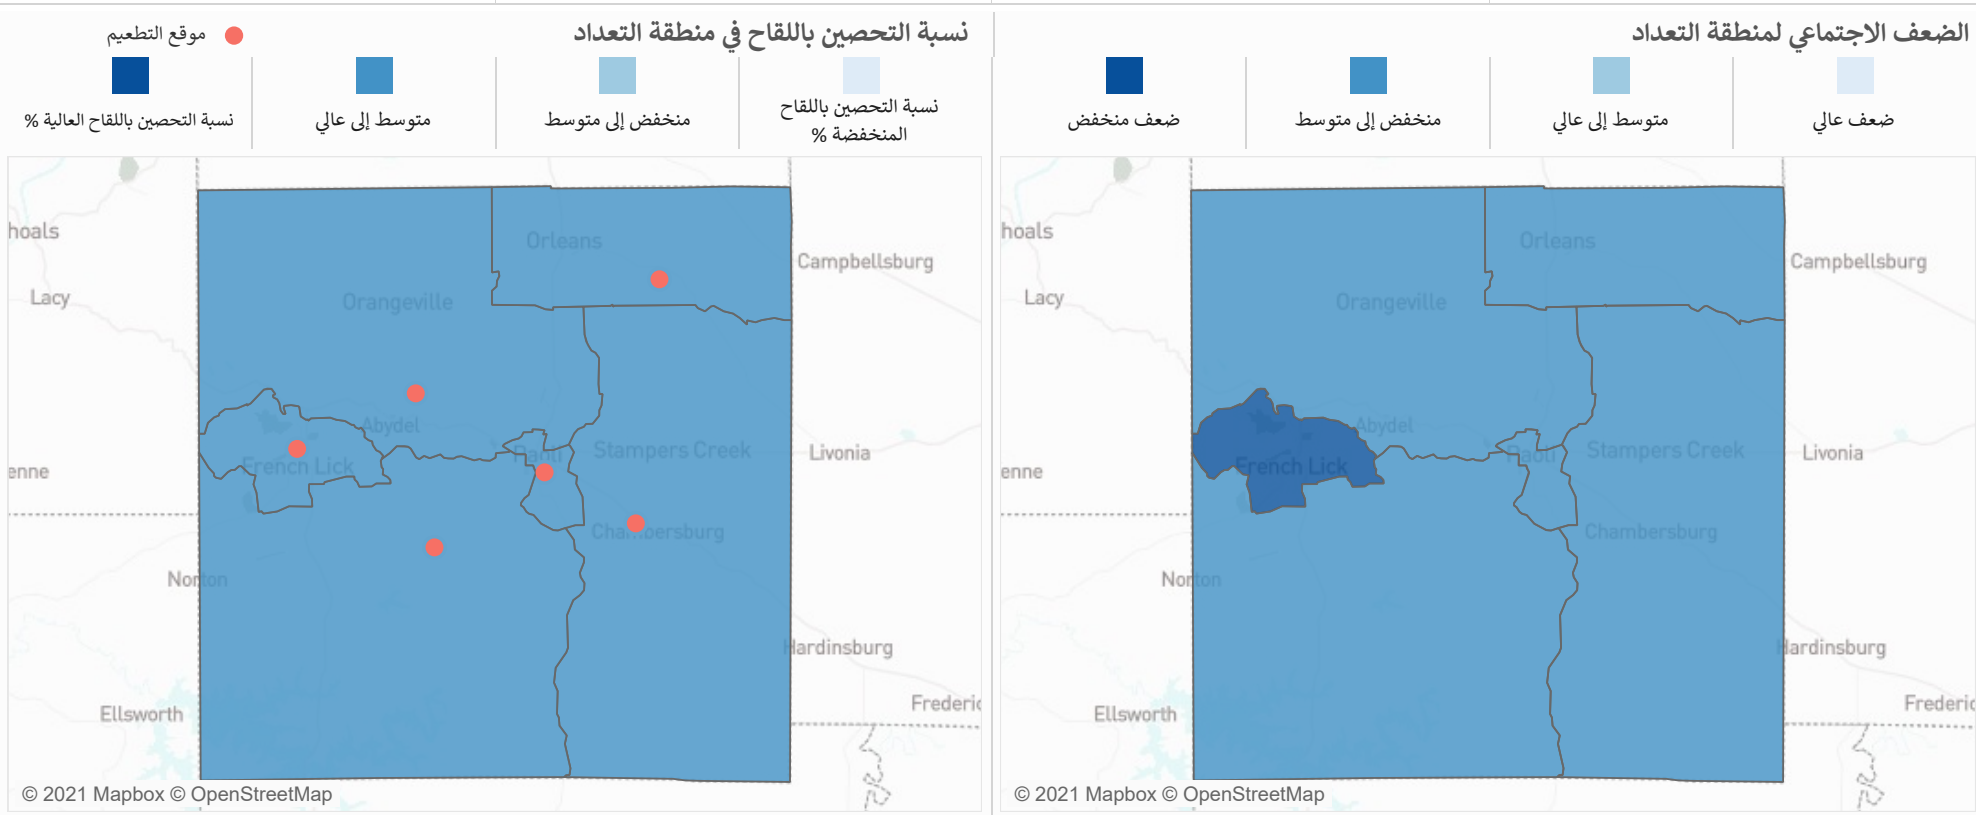 الضعف الاجتماعي لمنطقة التعداد
ضعف عالي
متوسط إلى عالي
منخفض إلى متوسط
ضعف منخفض
hoals
Lacy
Orleans
Orangeville
Campbellsburg
Abydel
French Lick
Paoli
Stampers Creek
Livonia
enne
Chambersburg
Norton
Hardinsburg
Ellsworth
Frederic
© 2021 Mapbox © OpenStreetMap
نسبة التحصين باللقاح في منطقة التعداد
موقع التطعيم
نسبة التحصين باللقاح
المنخفضة %
منخفض إلى متوسط
متوسط إلى عالي
نسبة التحصين باللقاح العالية %
hoals
Lacy
Orleans
Orangeville
Campbellsburg
Abydel
French Lick
Paoli
Stampers Creek
Livonia
enne
Chambersburg
Norton
Hardinsburg
Ellsworth
Frederic
© 2021 Mapbox © OpenStreetMap